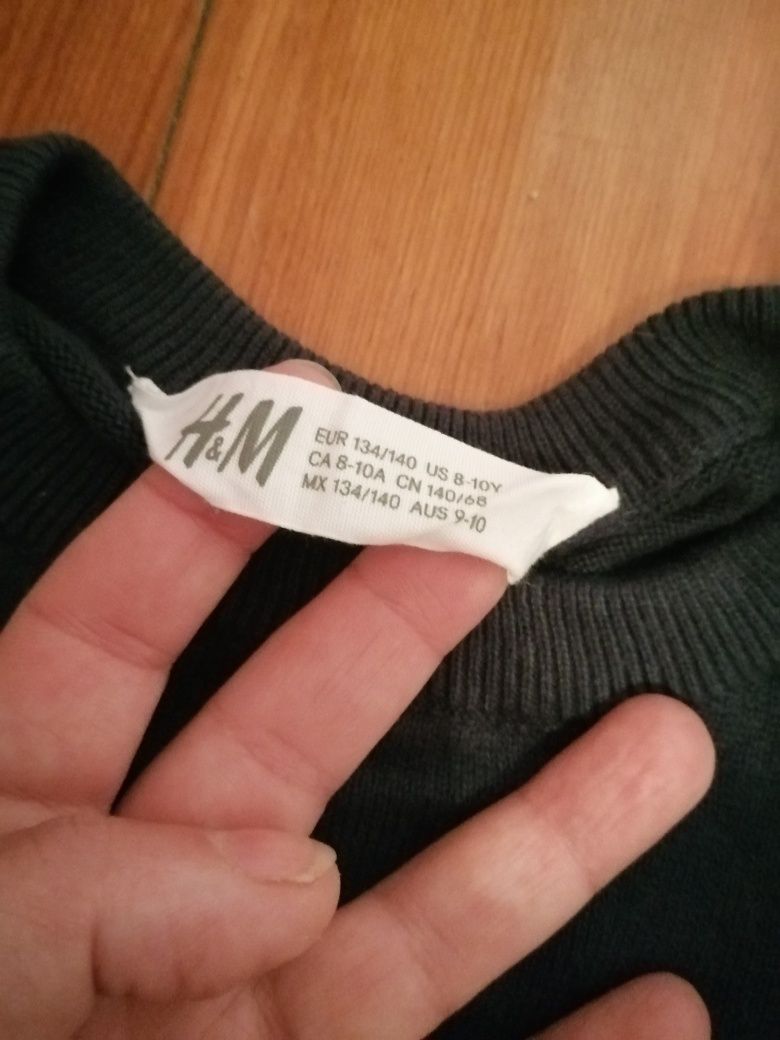 H&M
EUR 134/140 US 8-10Y
CA 8-10A CN 140/68
MX 134/140 AUS 9-10